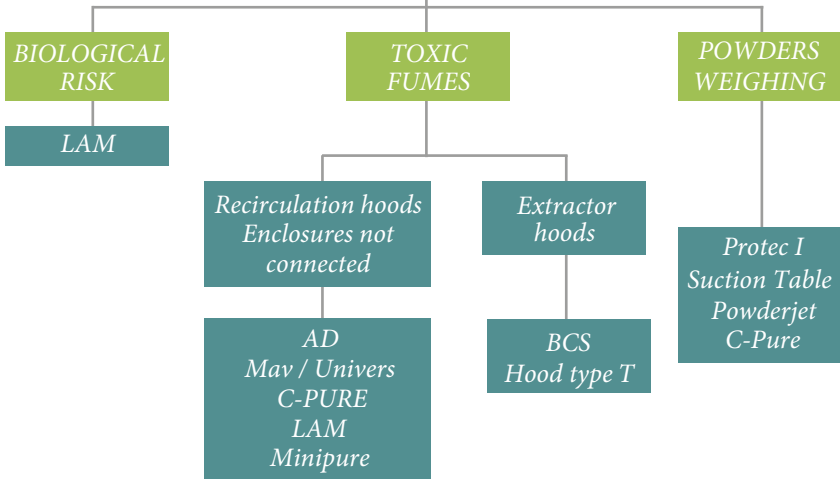 BIOLOGICAL
RISK
TOXIC
FUMES
POWDERS
WEIGHING
LAM
Recirculation hoods
Enclosures not
connected
Extractor
hoods
Protec I
Suction Table
Powderjet
C-Pure
AD
Mav / Univers
C-PURE
LAM
Minipure
BCS
Hood type T